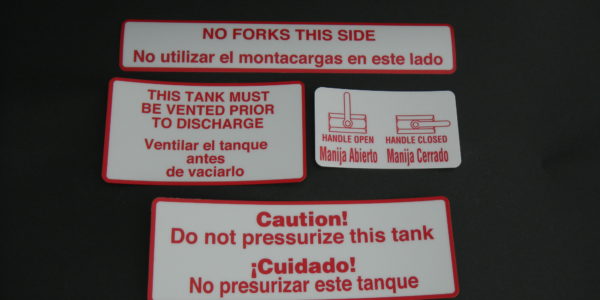 NO FORKS THIS SIDE
No utilizar el montacargas en este lado
THIS TANK MUST
BE VENTED PRIOR
TO DISCHARGE
Ventilar el tanque
antes
de vaciarlo
HANDLE OPEN
Manija Abierto
HANDLE CLOSED
Manija Cerrado
Caution!
Do not pressurize this tank
¡Cuidado!
No presurizar este tanque